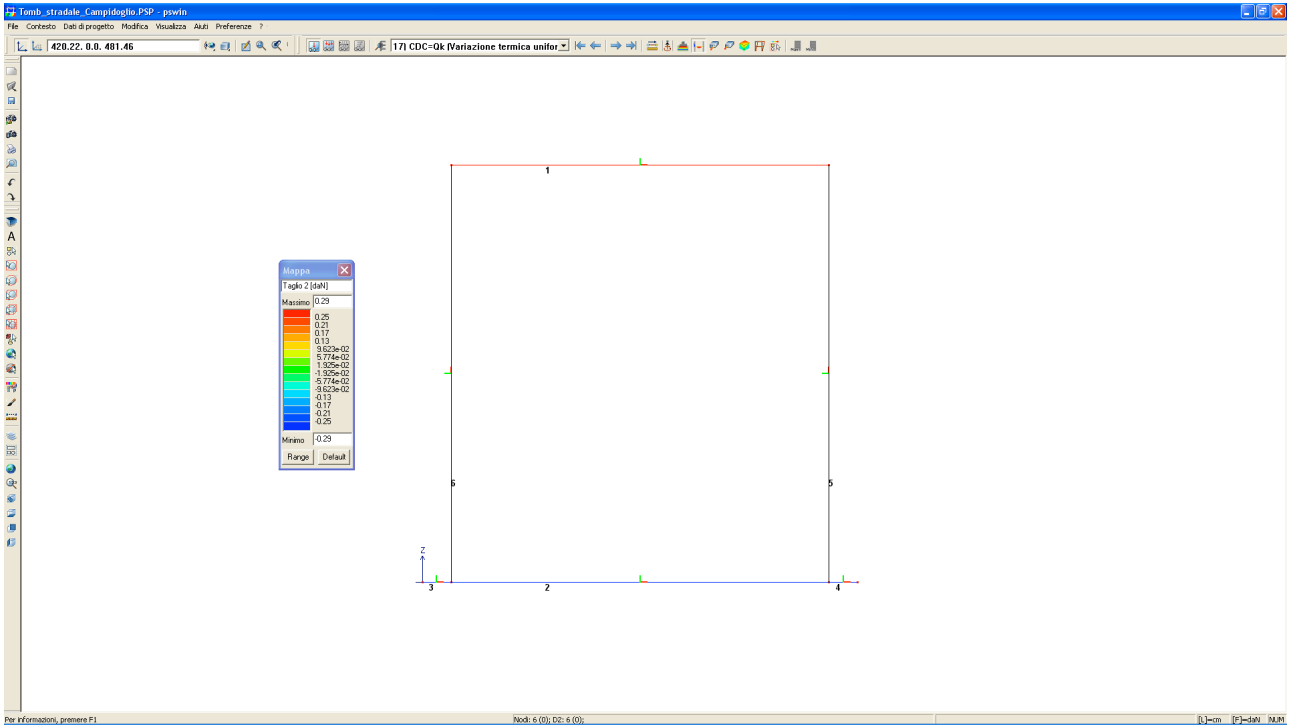 Tomb_stradale_Campidoglio.PSP - pswin
File Contesto Dati di progetto Modifica Visualizza Aiuti Preferenze ?
420.22. 0.0. 481.46
17) CDC=Qk (Variazione termica unifor
A
1
Mappa
Taglio 2 [daN]
Massimo 0.29
0.25
0.21
0.17
0.13
9.623e-02
5.774e-02
1.925e-02
-1.925e-02
-5.774e-02
-9.623e-02
-0.13
-0.17
-0.21
-0.25
Minimo -0.29
Range Default
6 5
Z
3 2 4
Per informazioni, premere F1 Nodi: 6 (0); D2: 6 (0); [L]=cm [F]=daN NUM